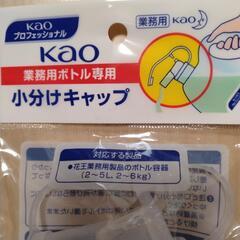 Kao
プロフェッショナル
業務用
Kao
Kao
業務用ボトル専用
小分けキャップ
対応する製品
●花王業務用製品のボトル容器
(2～5L、2～6kg)